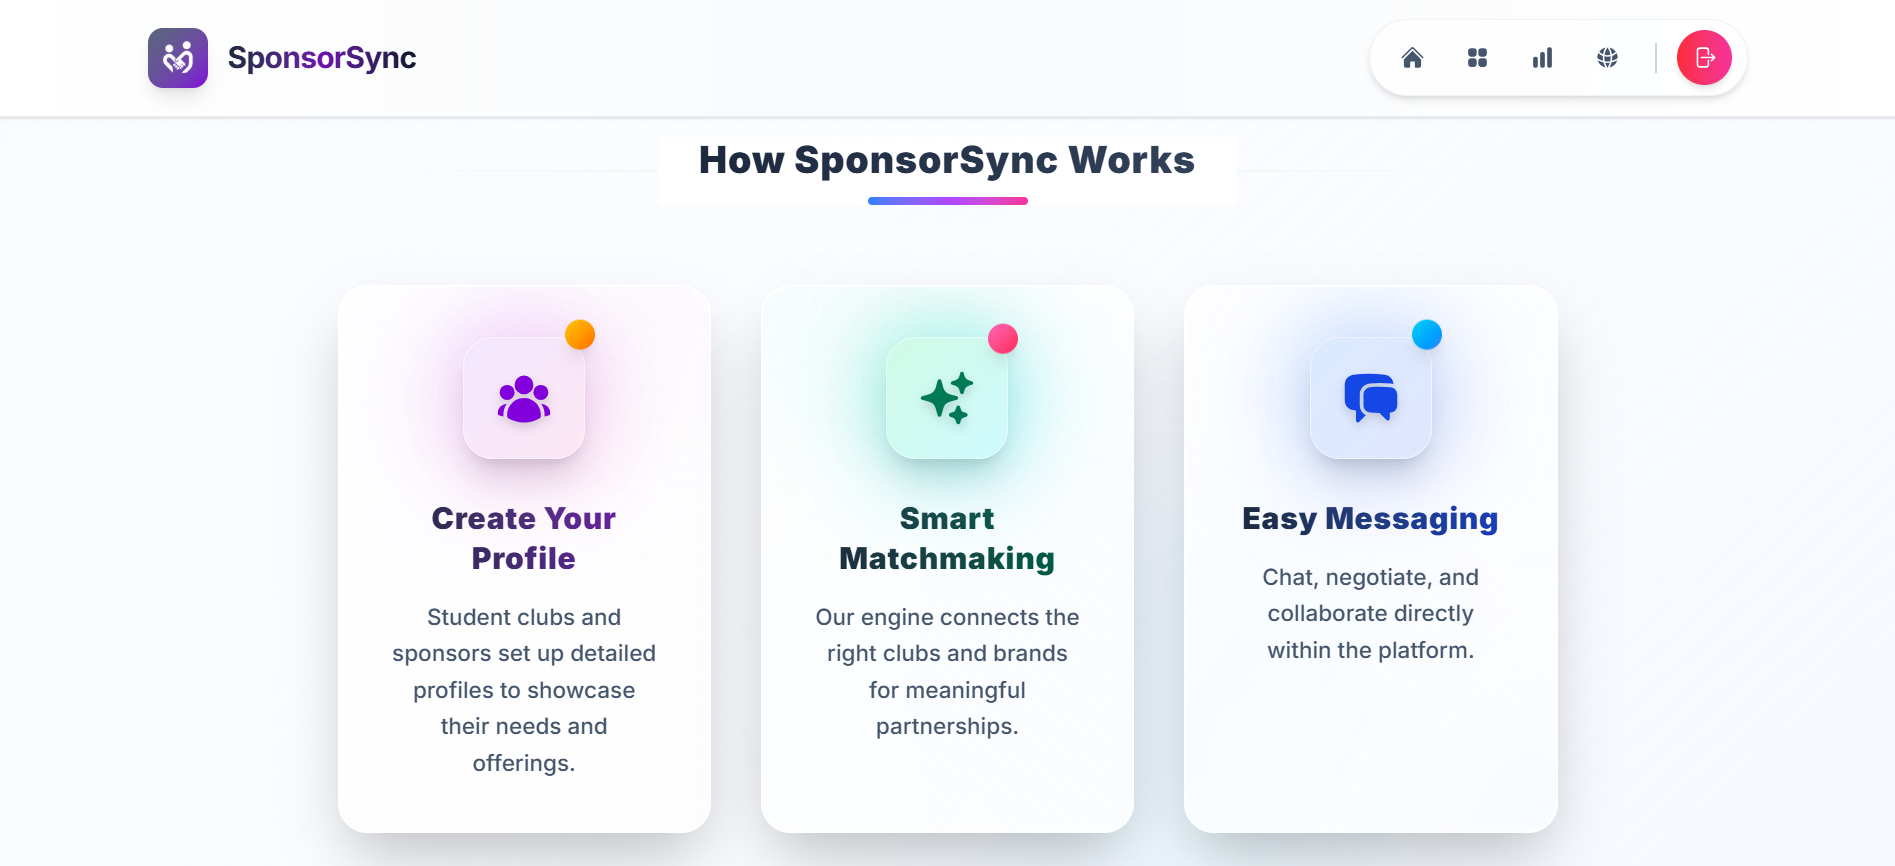 SponsorSync
How SponsorSync Works
Create Your
Profile
Student clubs and
sponsors set up detailed
profiles to showcase
their needs and
offerings.
Smart
Matchmaking
Our engine connects the
right clubs and brands
for meaningful
partnerships.
Easy Messaging
Chat, negotiate, and
collaborate directly
within the platform.